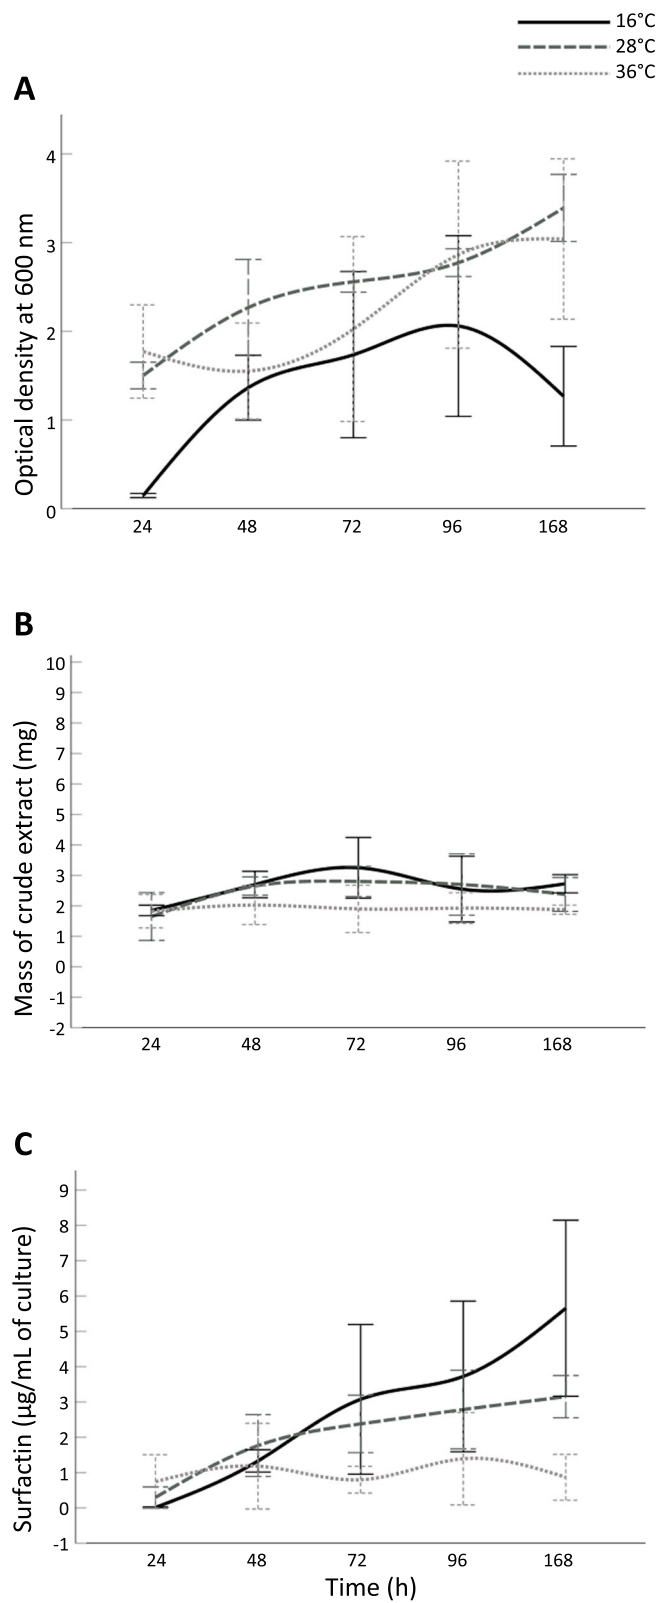 16°C
28°C
36°C
A
Optical density at 600 nm
4
3
2
1
0
24 48 72 96 168
B
Mass of crude extract (mg)
10
9
8
7
6
5
4
3
2
1
0
-1
-2
24 48 72 96 168
C
Surfactin (µg/mL of culture)
9
8
7
6
5
4
3
2
1
0
-1
24 48 72 96 168
Time (h)